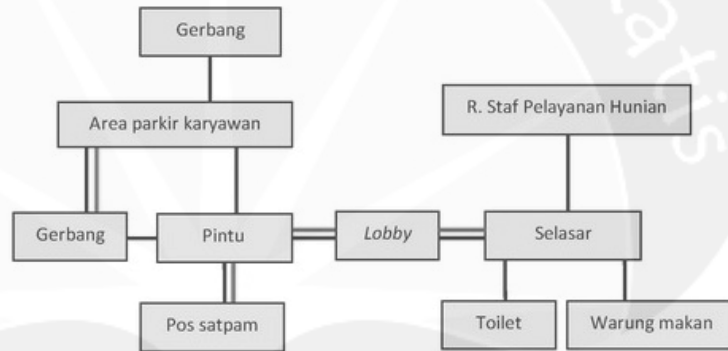 Gerbang
Area parkir karyawan
R. Staf Pelayanan Hunian
Gerbang
Pintu
Lobby
Selasar
Pos satpam
Toilet
Warung makan